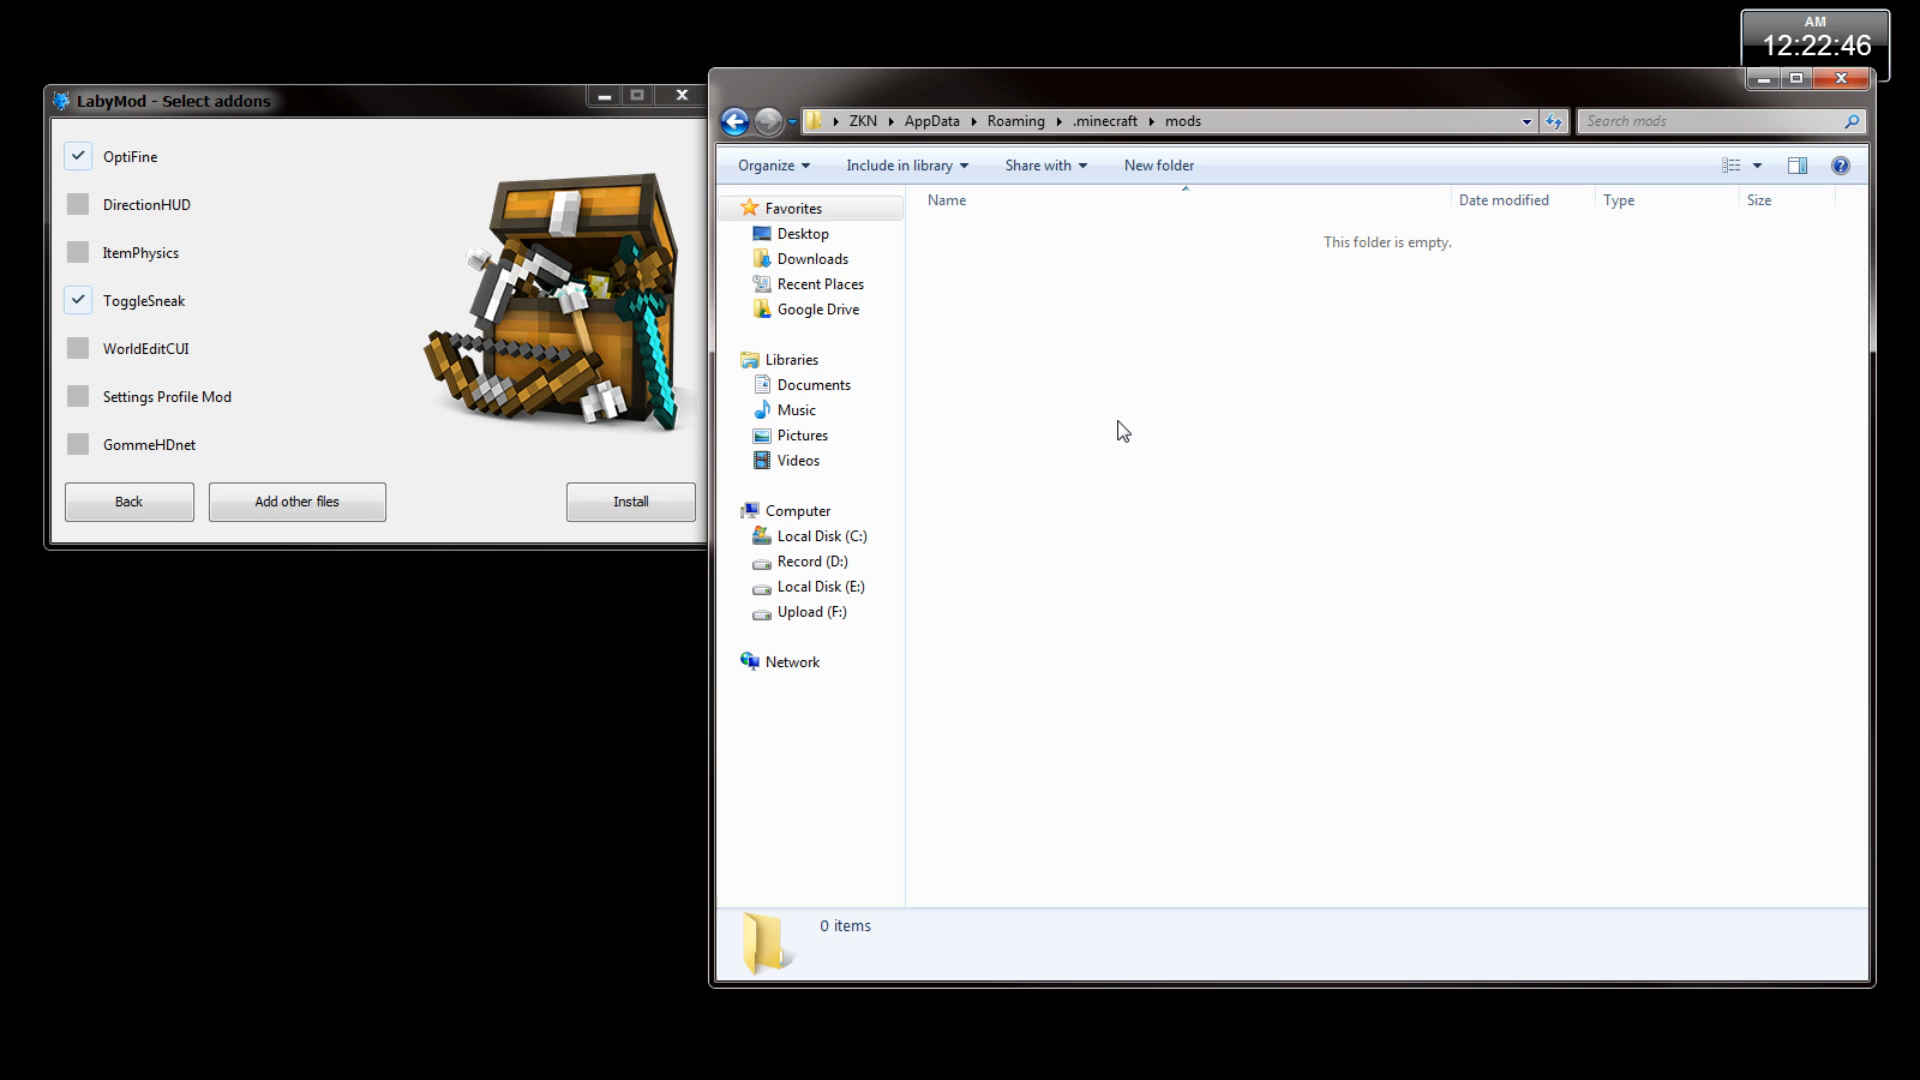 AM
12:22:46
LabyMod - Select addons
OptiFine
DirectionHUD
ItemPhysics
ToggleSneak
WorldEditCUI
Settings Profile Mod
GommeHDnet
Back
Add other files
Install
ZKN
AppData
Roaming
.minecraft
mods
Search mods
Organize
Include in library
Share with
New folder
Name
Date modified
Type
Size
This folder is empty.
Favorites
Desktop
Downloads
Recent Places
Google Drive
Libraries
Documents
Music
Pictures
Videos
Computer
Local Disk (C:)
Record (D:)
Local Disk (E:)
Upload (F:)
Network
0 items